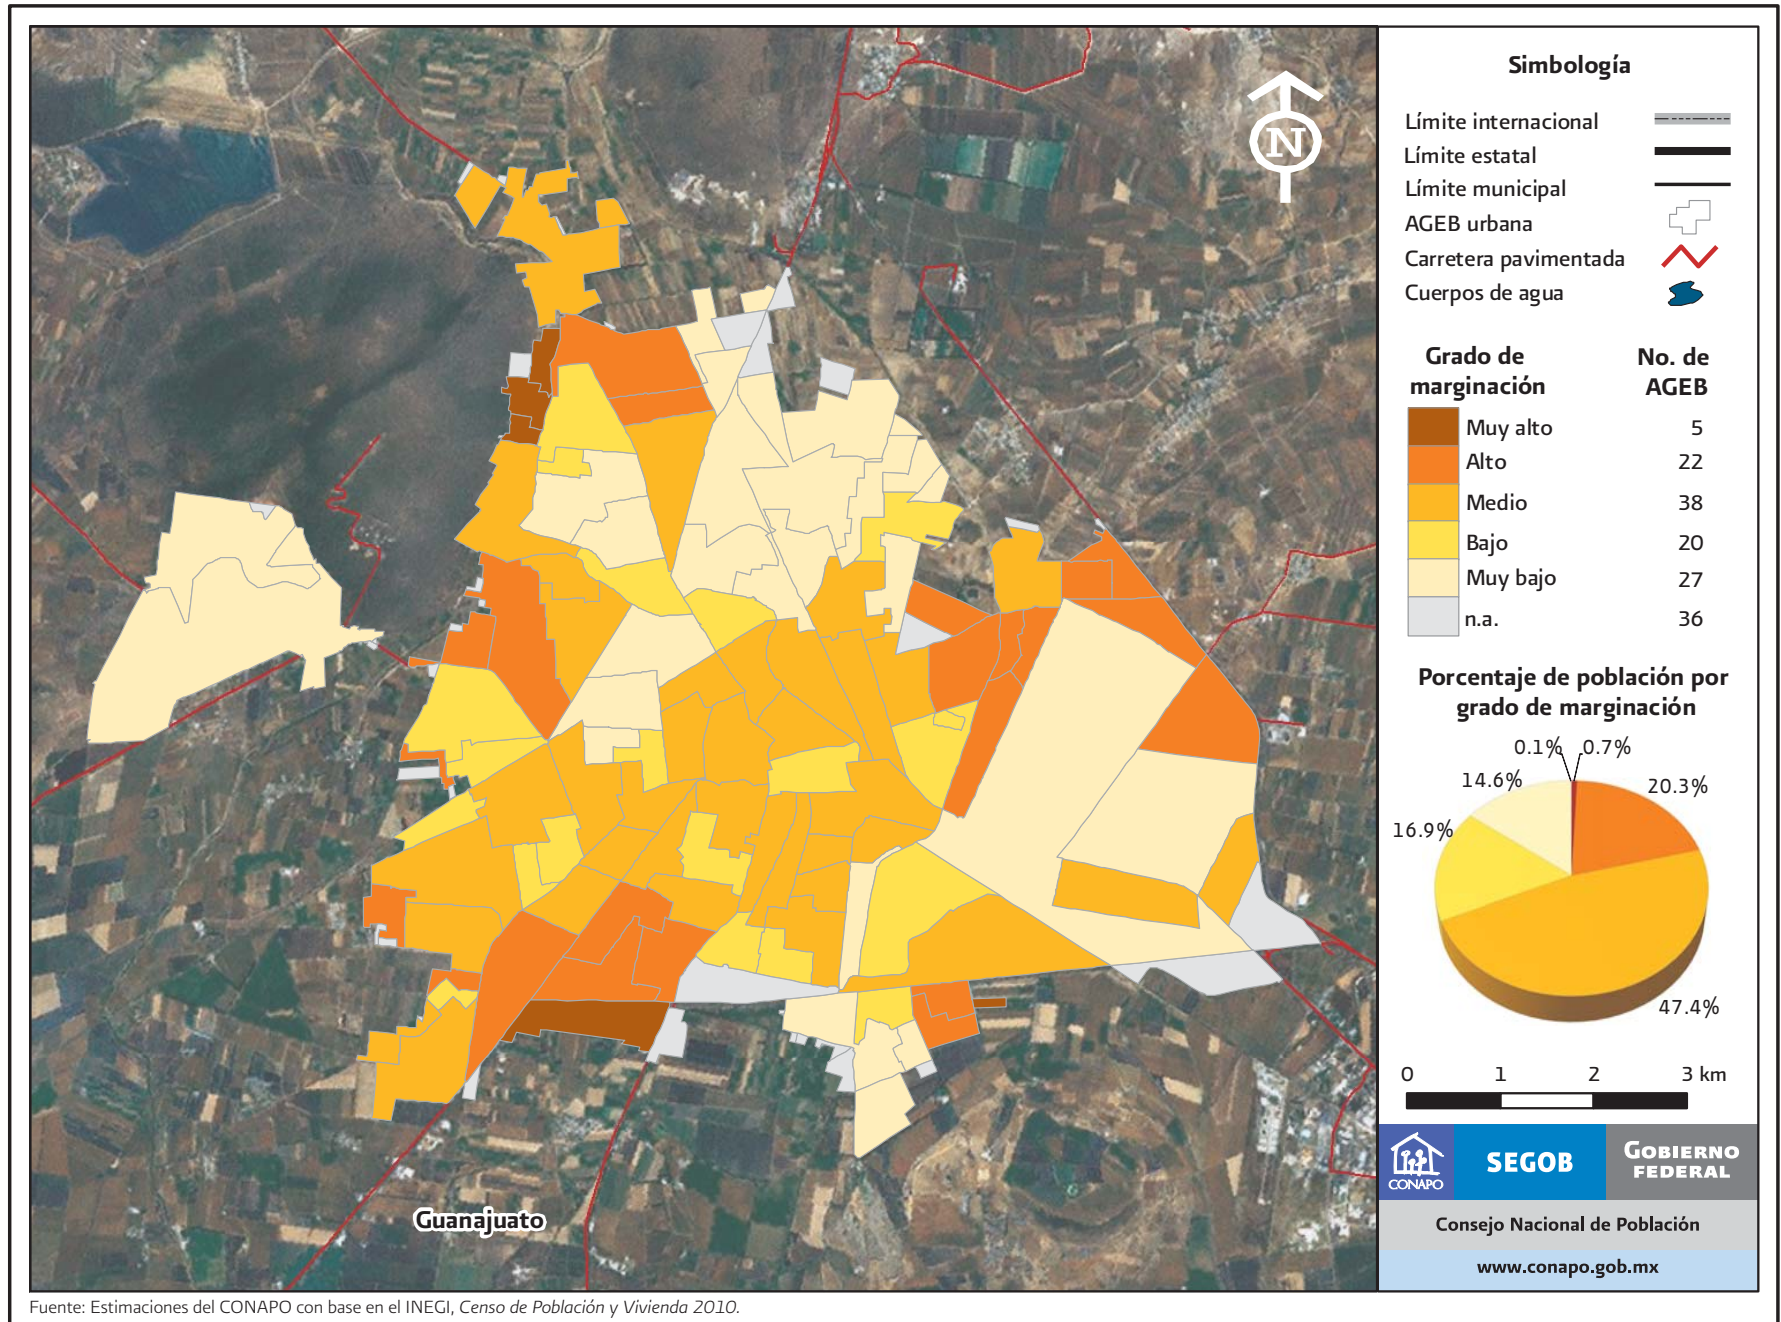 N
Guanajuato
Simbología
Límite internacional
Límite estatal
Límite municipal
AGEB urbana
Carretera pavimentada
Cuerpos de agua
Grado de marginación
No. de AGEB
Muy alto 5
Alto 22
Medio 38
Bajo 20
Muy bajo 27
n.a. 36
Porcentaje de población por
grado de marginación
0.1% 0.7%
14.6% 20.3%
16.9%
47.4%
0 1 2 3 km
CONAPO
SEGOB
GOBIERNO
FEDERAL
Consejo Nacional de Población
www.conapo.gob.mx
Fuente: Estimaciones del CONAPO con base en el INEGI, Censo de Población y Vivienda 2010.